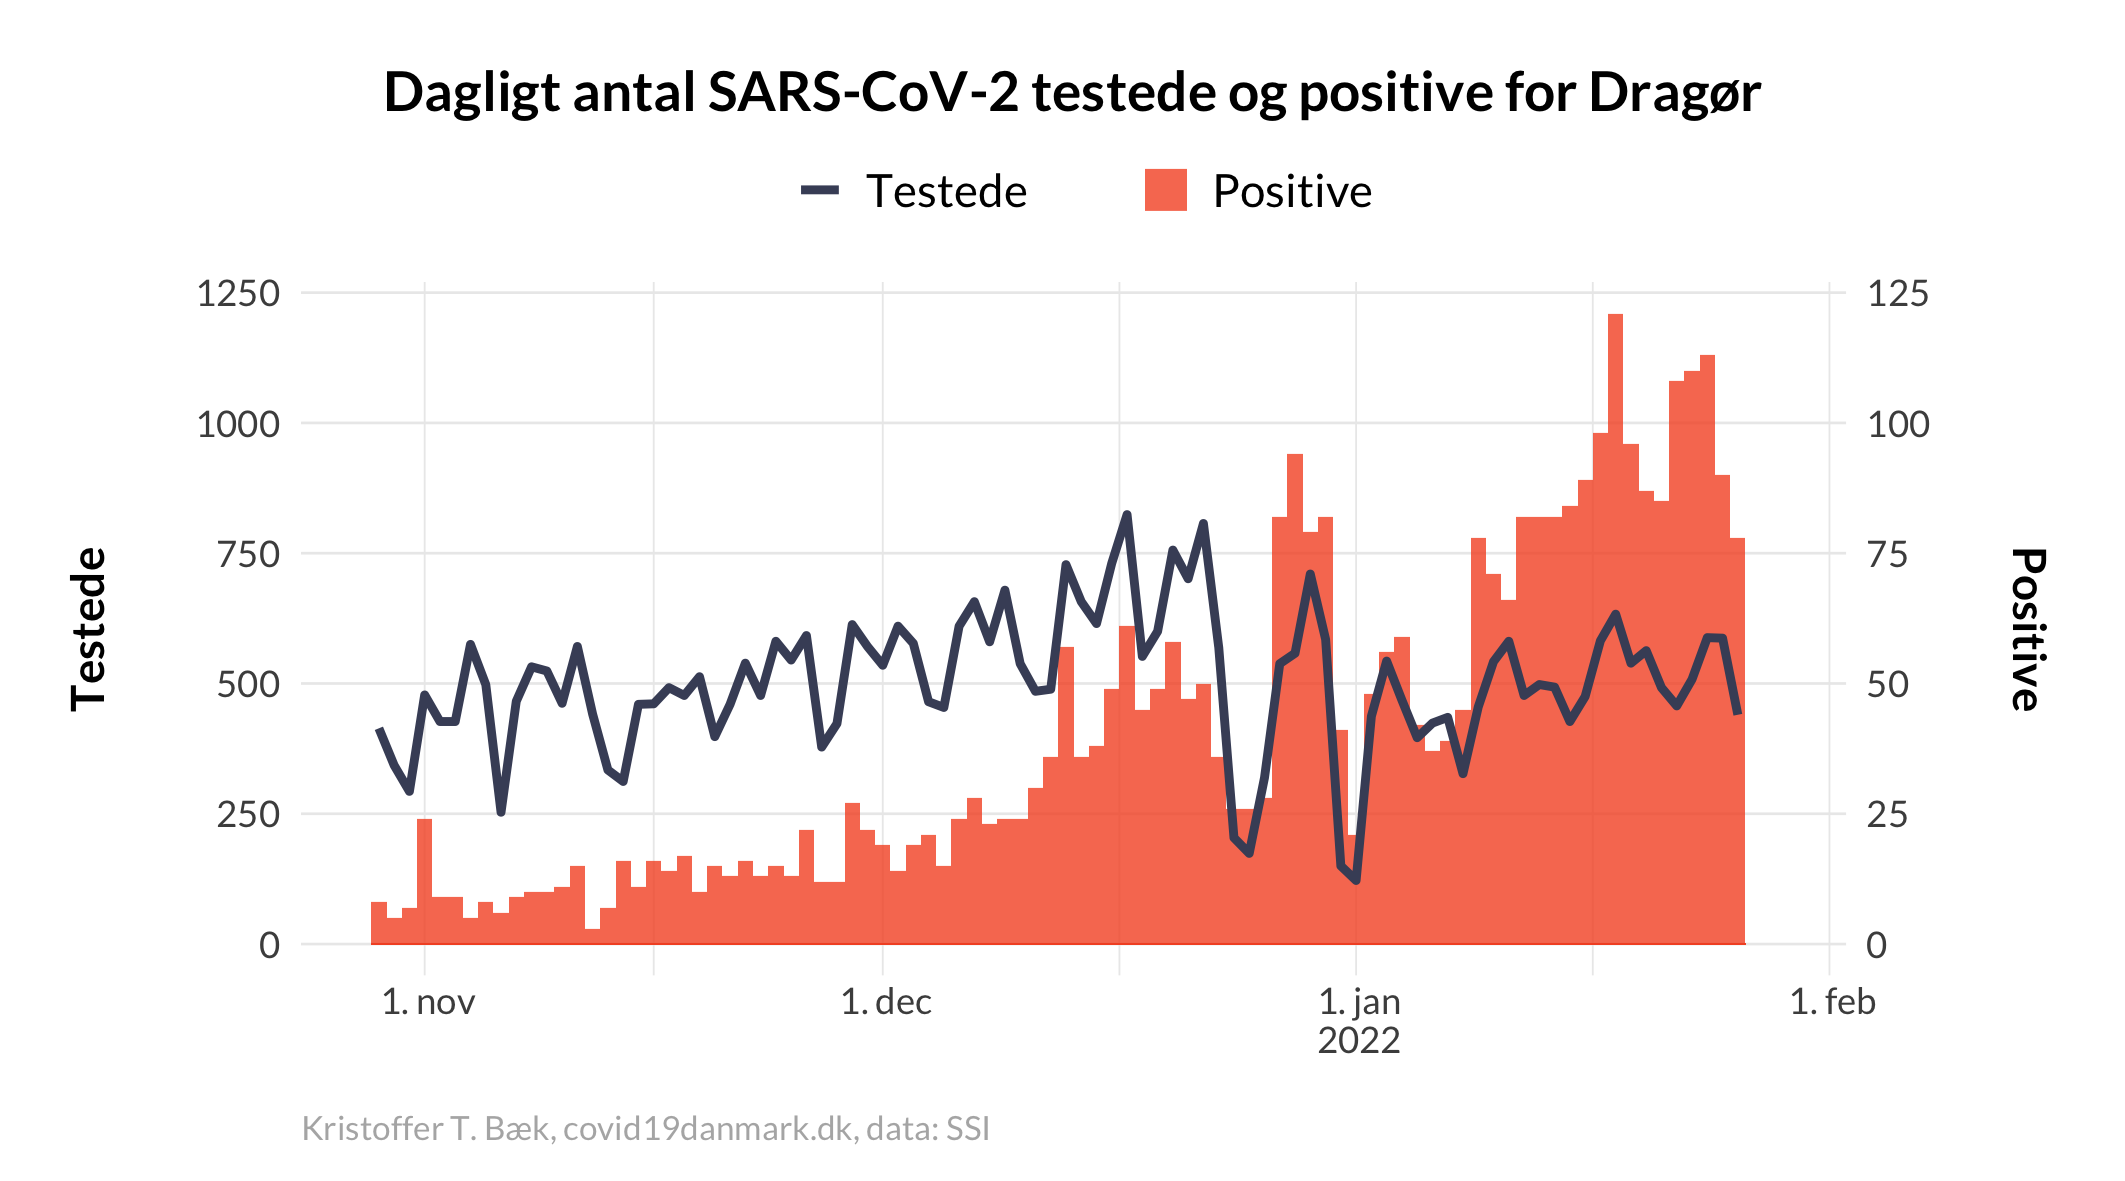 Dagligt antal SARS-CoV-2 testede og positive for Dragør
Testede Positive
1250 125
1000 100
750 75
500 50
250 25
0 0
Testede
Positive
1. nov 1. dec 1. jan 1. feb
2022
Kristoffer T. Bæk, covid19danmark.dk, data: SSI